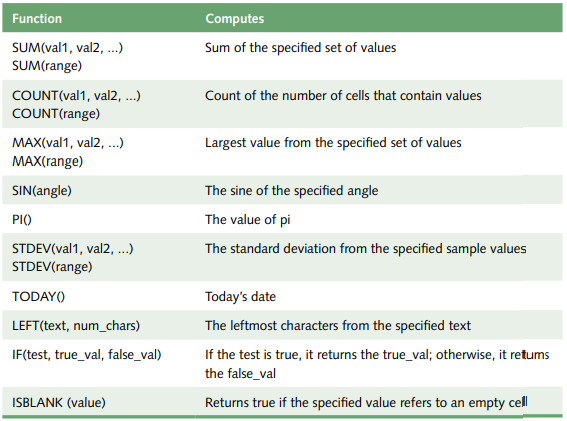 Function Computes
SUM(val1, val2, ...) Sum of the specified set of values
SUM(range)
COUNT(val1, val2, ...) Count of the number of cells that contain values
COUNT(range)
MAX(val1, val2, ...) Largest value from the specified set of values
MAX(range)
SIN(angle) The sine of the specified angle
PI() The value of pi
STDEV(val1, val2, ...) The standard deviation from the specified sample values
STDEV(range)
TODAY() Today's date
LEFT(text, num_chars) The leftmost characters from the specified text
IF(test, true_val, false_val) If the test is true, it returns the true_val; otherwise, it returns
the false_val
ISBLANK (value) Returns true if the specified value refers to an empty cell